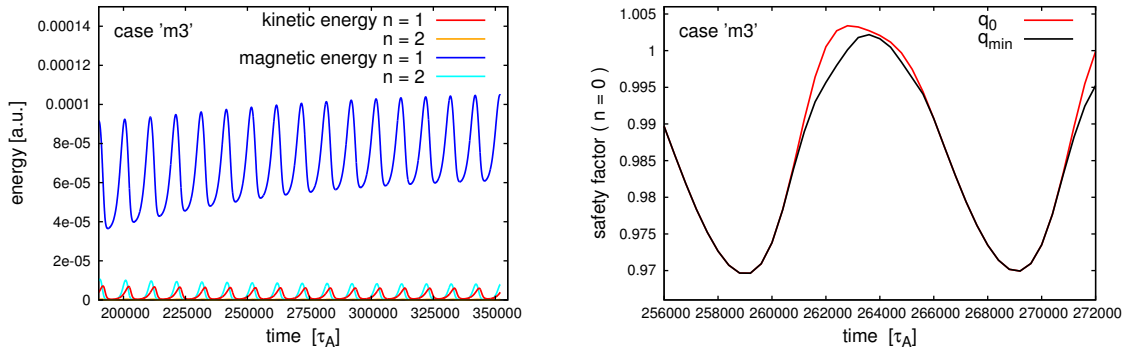 case 'm3'
kinetic energy n = 1
n = 2
magnetic energy n = 1
n = 2
energy [a.u.]
0.00014
0.00012
0.0001
8e-05
6e-05
4e-05
2e-05
0
200000 225000 250000 275000 300000 325000 350000
time [τA]
case 'm3'
q0
qmin
safety factor ( n = 0 )
1.005
1
0.995
0.99
0.985
0.98
0.975
0.97
256000 258000 260000 262000 264000 266000 268000 270000 272000
time [τA]